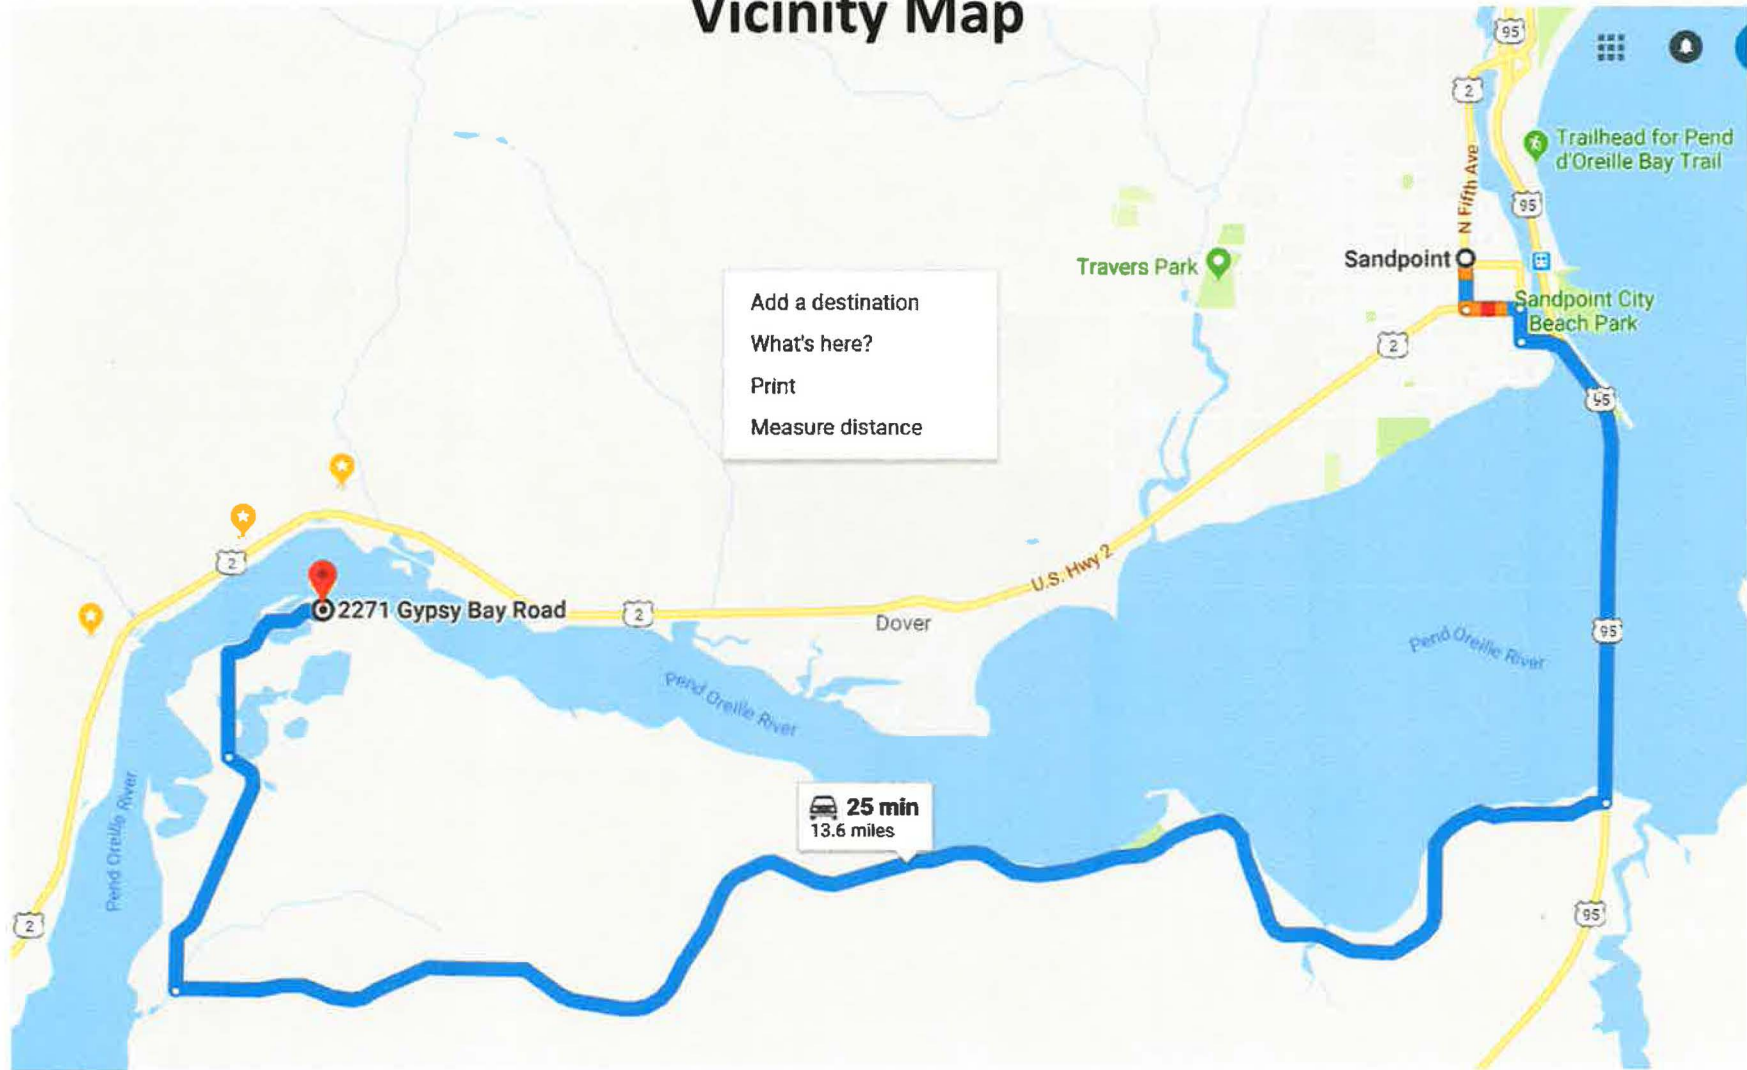 Vicinity Map
95
2
N Fifth Ave
Trailhead for Pend
d'Oreille Bay Trail
95
Travers Park
Sandpoint
Sandpoint City
Beach Park
2
95
Add a destination
What's here?
Print
Measure distance
2
2271 Gypsy Bay Road
2
Dover
U.S. Hwy 2
Pend Oreille River
95
Pend Oreille River
Pend Oreille River
25 min
13.6 miles
2
95